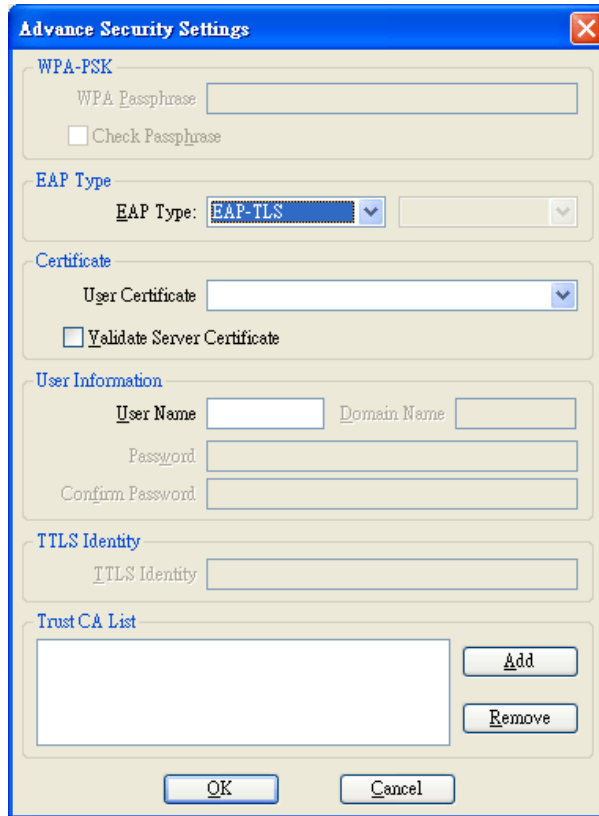 Advance Security Settings
WPA-PSK
WPA Passphrase
Check Passphrase
EAP Type
EAP Type: EAP-TLS
Certificate
User Certificate
Validate Server Certificate
User Information
User Name Domain Name
Password
Confirm Password
TTLS Identity
TTLS Identity
Trust CA List
Add
Remove
OK Cancel